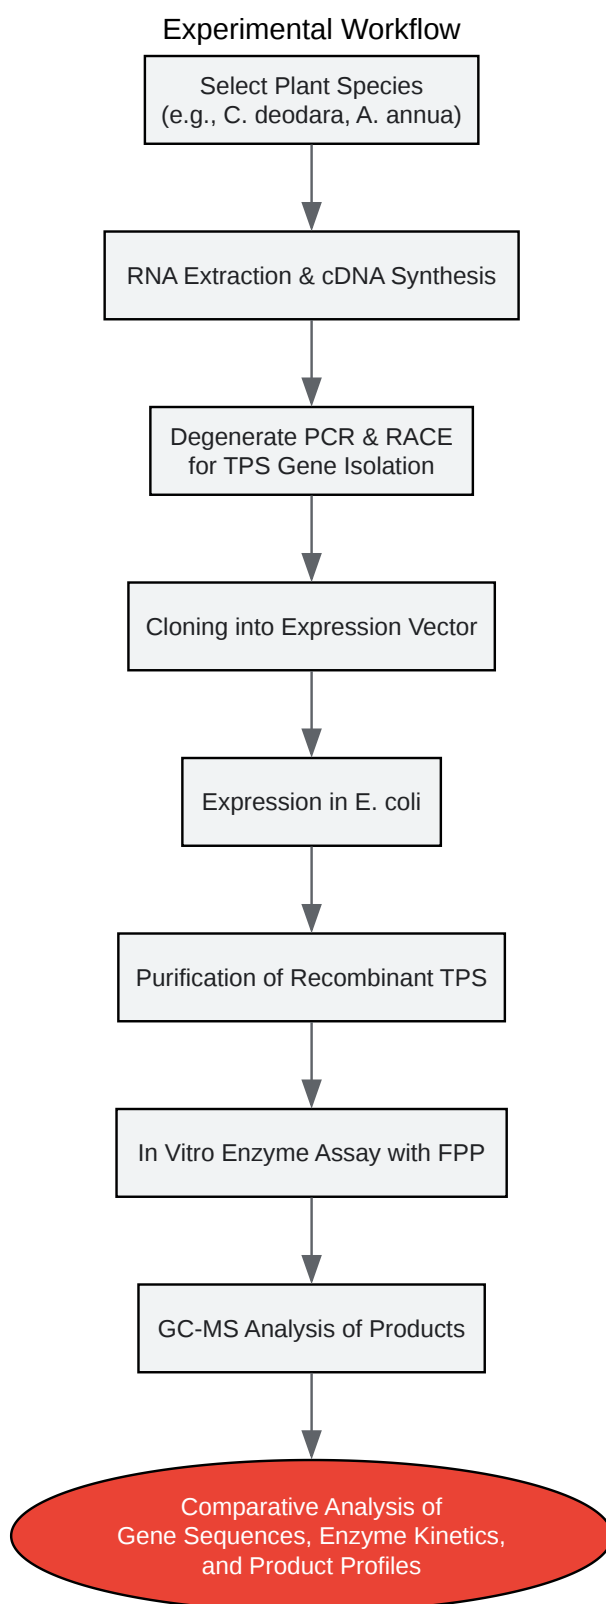 Experimental Workflow
Select Plant Species
(e.g., C. deodara, A. annua)
RNA Extraction & cDNA Synthesis
Degenerate PCR & RACE
for TPS Gene Isolation
Cloning into Expression Vector
Expression in E. coli
Purification of Recombinant TPS
In Vitro Enzyme Assay with FPP
GC-MS Analysis of Products
Comparative Analysis of
Gene Sequences, Enzyme Kinetics,
and Product Profiles